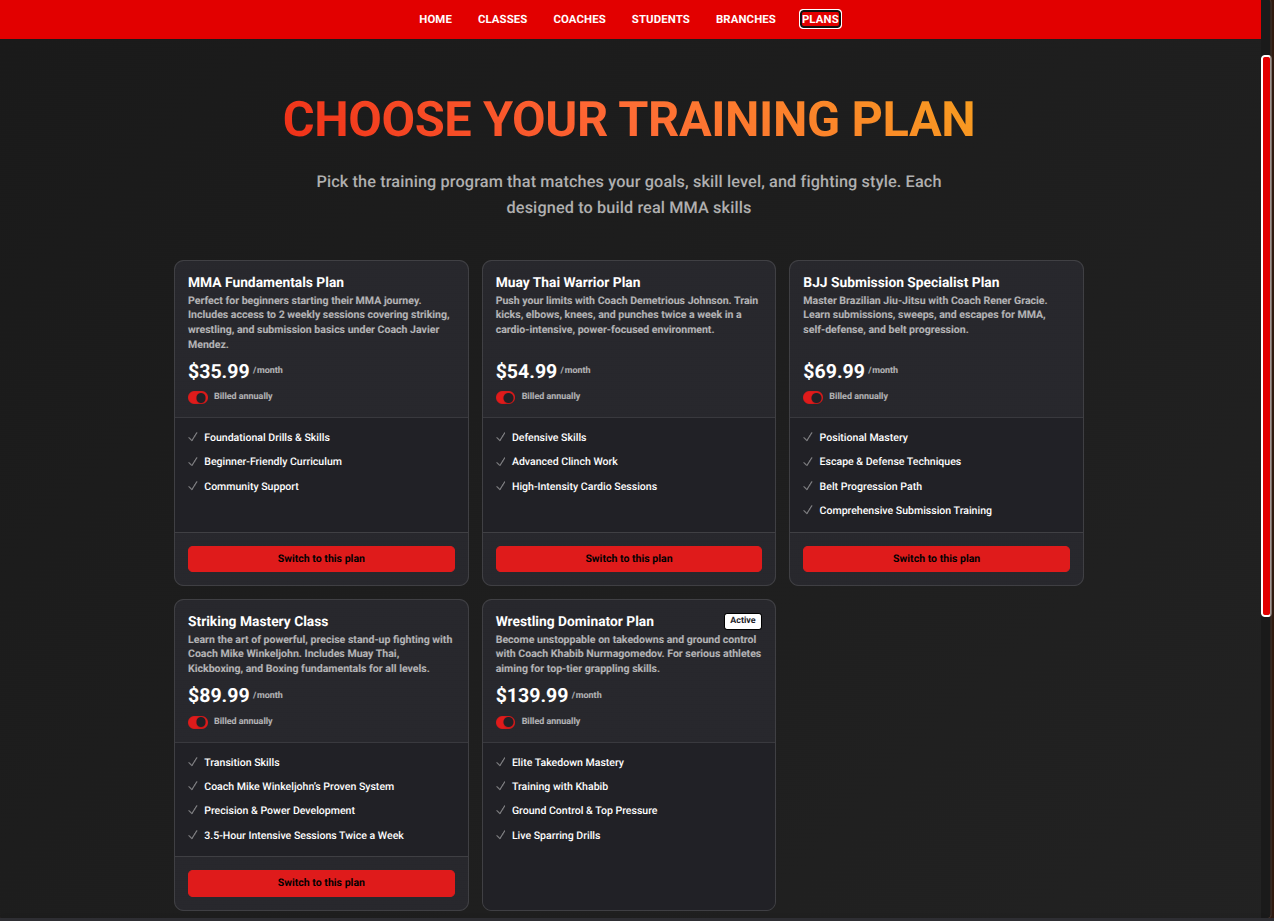 HOME CLASSES COACHES STUDENTS BRANCHES PLANS
CHOOSE YOUR TRAINING PLAN
Pick the training program that matches your goals, skill level, and fighting style. Each
designed to build real MMA skills
MMA Fundamentals Plan
Perfect for beginners starting their MMA journey.
Includes access to 2 weekly sessions covering striking,
wrestling, and submission basics under Coach Javier
Mendez.
$35.99 /month
Billed annually
Foundational Drills & Skills
Beginner-Friendly Curriculum
Community Support
Switch to this plan
Muay Thai Warrior Plan
Push your limits with Coach Demetrious Johnson. Train
kicks, elbows, knees, and punches twice a week in a
cardio-intensive, power-focused environment.
$54.99 /month
Billed annually
Defensive Skills
Advanced Clinch Work
High-Intensity Cardio Sessions
Switch to this plan
BJJ Submission Specialist Plan
Master Brazilian Jiu-Jitsu with Coach Rener Gracie.
Learn submissions, sweeps, and escapes for MMA,
self-defense, and belt progression.
$69.99 /month
Billed annually
Positional Mastery
Escape & Defense Techniques
Belt Progression Path
Comprehensive Submission Training
Switch to this plan
Striking Mastery Class
Learn the art of powerful, precise stand-up fighting with
Coach Mike Winkeljohn. Includes Muay Thai,
Kickboxing, and Boxing fundamentals for all levels.
$89.99 /month
Billed annually
Transition Skills
Coach Mike Winkeljohn's Proven System
Precision & Power Development
3.5-Hour Intensive Sessions Twice a Week
Switch to this plan
Wrestling Dominator Plan Active
Become unstoppable on takedowns and ground control
with Coach Khabib Nurmagomedov. For serious athletes
aiming for top-tier grappling skills.
$139.99 /month
Billed annually
Elite Takedown Mastery
Training with Khabib
Ground Control & Top Pressure
Live Sparring Drills